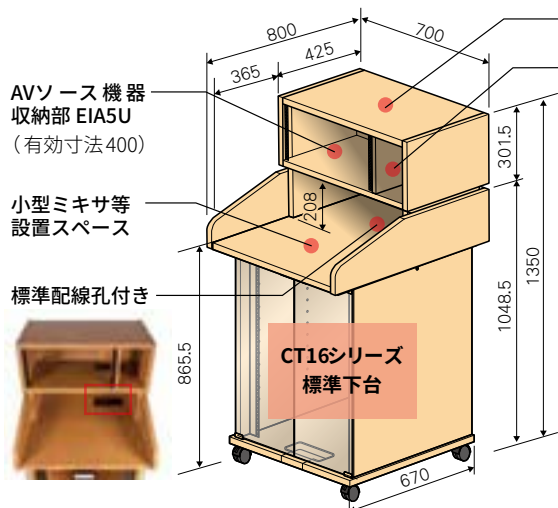 800
700
425
365
AVソース機器
収納部 EIA5U
（有効寸法400）
301.5
小型ミキサ等
設置スペース
208
1350
標準配線孔付き
1048.5
865.5
CT16シリーズ
標準下台
670